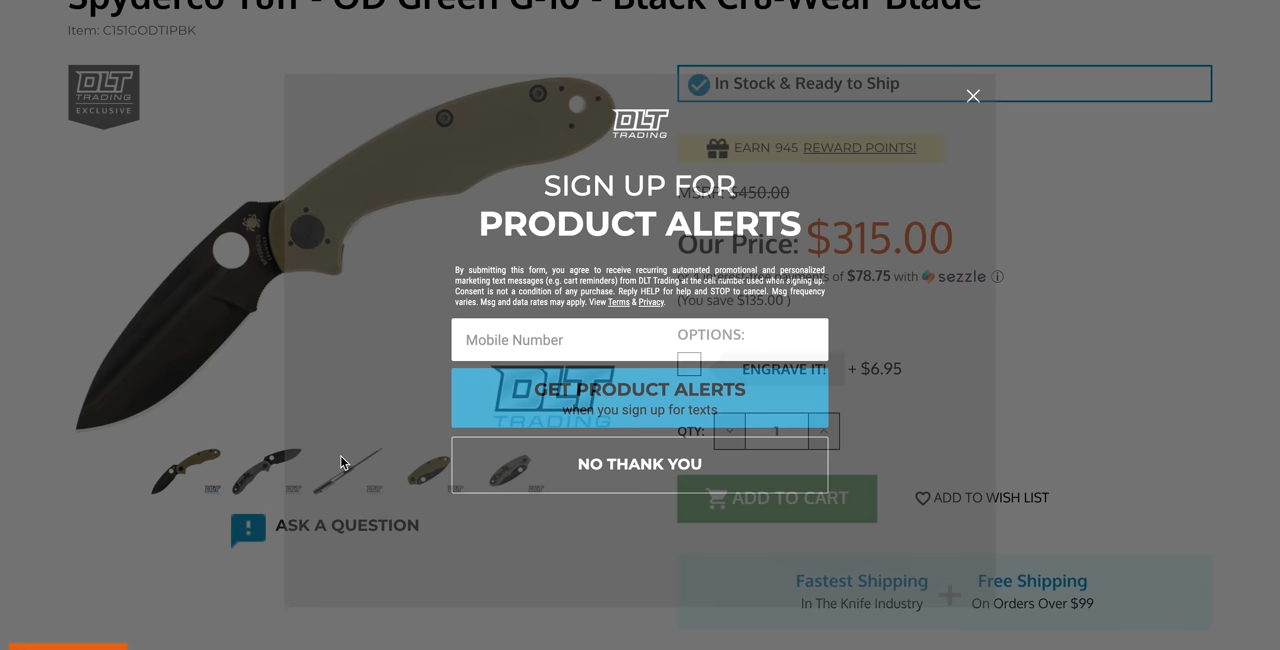 Spyderco Tuff - OD Green G-10 - Black Cru-Wear Blade
Item: C151GODTIPBK
DLT
TRADING
EXCLUSIVE
In Stock & Ready to Ship
EARN 945 REWARD POINTS!
MSRP: $450.00
Our Price: $315.00
or 4 interest-free payments of $78.75 with sezzle
(You save $135.00 )
OPTIONS:
ENGRAVE IT! + $6.95
QTY: 1
ADD TO CART
ADD TO WISH LIST
Fastest Shipping
In The Knife Industry
+
Free Shipping
On Orders Over $99
DLT
TRADING
SIGN UP FOR
PRODUCT ALERTS
By submitting this form, you agree to receive recurring automated promotional and personalized
marketing text messages (e.g. cart reminders) from DLT Trading at the cell number used when signing up.
Consent is not a condition of any purchase. Reply HELP for help and STOP to cancel. Msg frequency
varies. Msg and data rates may apply. View Terms & Privacy.
Mobile Number
GET PRODUCT ALERTS
when you sign up for texts
NO THANK YOU
DLT
TRADING
ASK A QUESTION